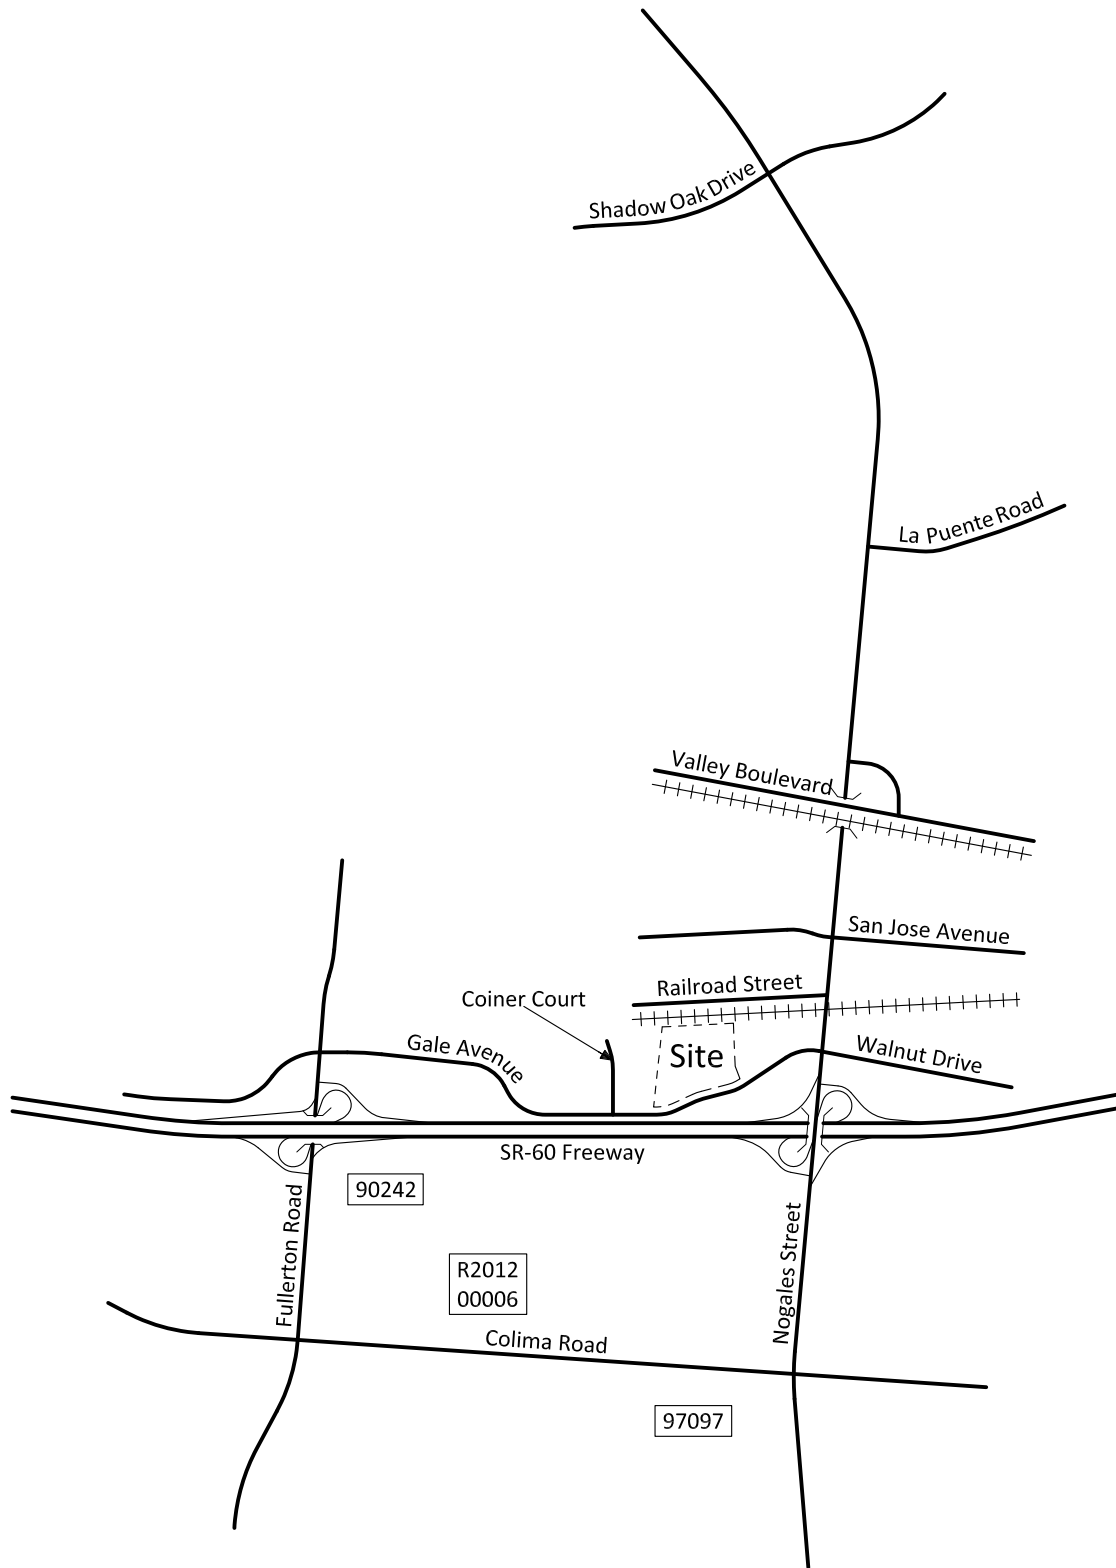 Shadow Oak Drive
La Puente Road
Valley Boulevard
San Jose Avenue
Railroad Street
Coiner Court
Gale Avenue
Site
Walnut Drive
SR-60 Freeway
90242
Fullerton Road
Nogales Street
R2012
00006
Colima Road
97097